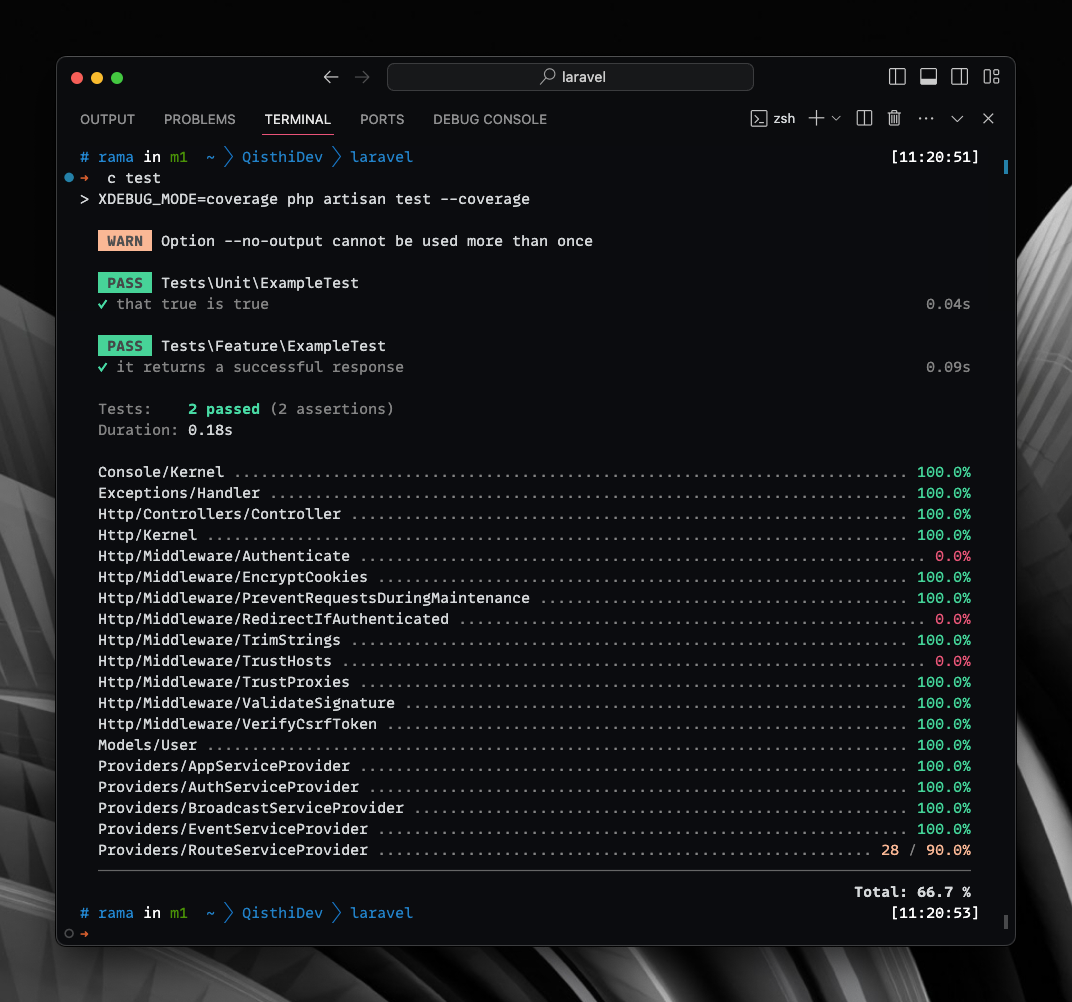 laravel
OUTPUT PROBLEMS TERMINAL PORTS DEBUG CONSOLE zsh
# rama in m1 ~ QisthiDev laravel [11:20:51]
➜ c test
> XDEBUG_MODE=coverage php artisan test --coverage
WARN Option --no-output cannot be used more than once
PASS Tests\Unit\ExampleTest
✓ that true is true 0.04s
PASS Tests\Feature\ExampleTest
✓ it returns a successful response 0.09s
Tests: 2 passed (2 assertions)
Duration: 0.18s
Console/Kernel ........................................................................... 100.0%
Exceptions/Handler ....................................................................... 100.0%
Http/Controllers/Controller .............................................................. 100.0%
Http/Kernel .............................................................................. 100.0%
Http/Middleware/Authenticate ............................................................... 0.0%
Http/Middleware/EncryptCookies ........................................................... 100.0%
Http/Middleware/PreventRequestsDuringMaintenance ......................................... 100.0%
Http/Middleware/RedirectIfAuthenticated .................................................... 0.0%
Http/Middleware/TrimStrings .............................................................. 100.0%
Http/Middleware/TrustHosts ................................................................. 0.0%
Http/Middleware/TrustProxies ............................................................. 100.0%
Http/Middleware/ValidateSignature ........................................................ 100.0%
Http/Middleware/VerifyCsrfToken .......................................................... 100.0%
Models/User .............................................................................. 100.0%
Providers/AppServiceProvider ............................................................. 100.0%
Providers/AuthServiceProvider ............................................................ 100.0%
Providers/BroadcastServiceProvider ....................................................... 100.0%
Providers/EventServiceProvider ........................................................... 100.0%
Providers/RouteServiceProvider ....................................................... 28 / 90.0%
Total: 66.7 %
# rama in m1 ~ QisthiDev laravel [11:20:53]
➜